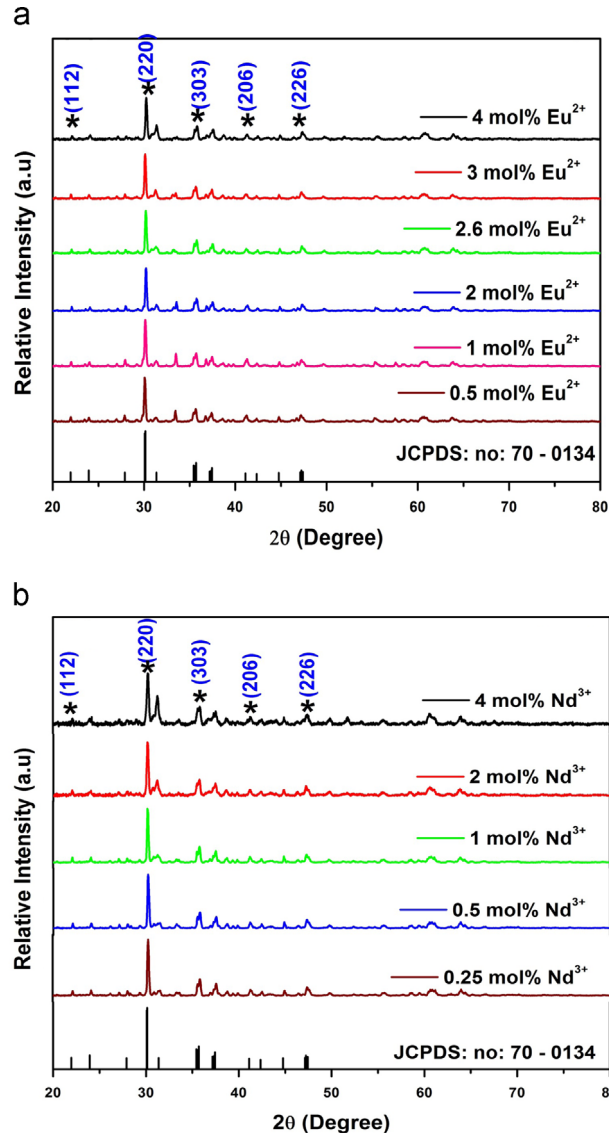 a
(112)
(220)
(303)
(206)
(226)
4 mol% Eu²⁺
3 mol% Eu²⁺
2.6 mol% Eu²⁺
2 mol% Eu²⁺
1 mol% Eu²⁺
0.5 mol% Eu²⁺
JCPDS: no: 70 - 0134
Relative Intensity (a.u)
20 30 40 50 60 70 80
2θ (Degree)
b
(112)
(220)
(303)
(206)
(226)
4 mol% Nd³⁺
2 mol% Nd³⁺
1 mol% Nd³⁺
0.5 mol% Nd³⁺
0.25 mol% Nd³⁺
JCPDS: no: 70 - 0134
Relative Intensity (a.u)
20 30 40 50 60 70 80
2θ (Degree)